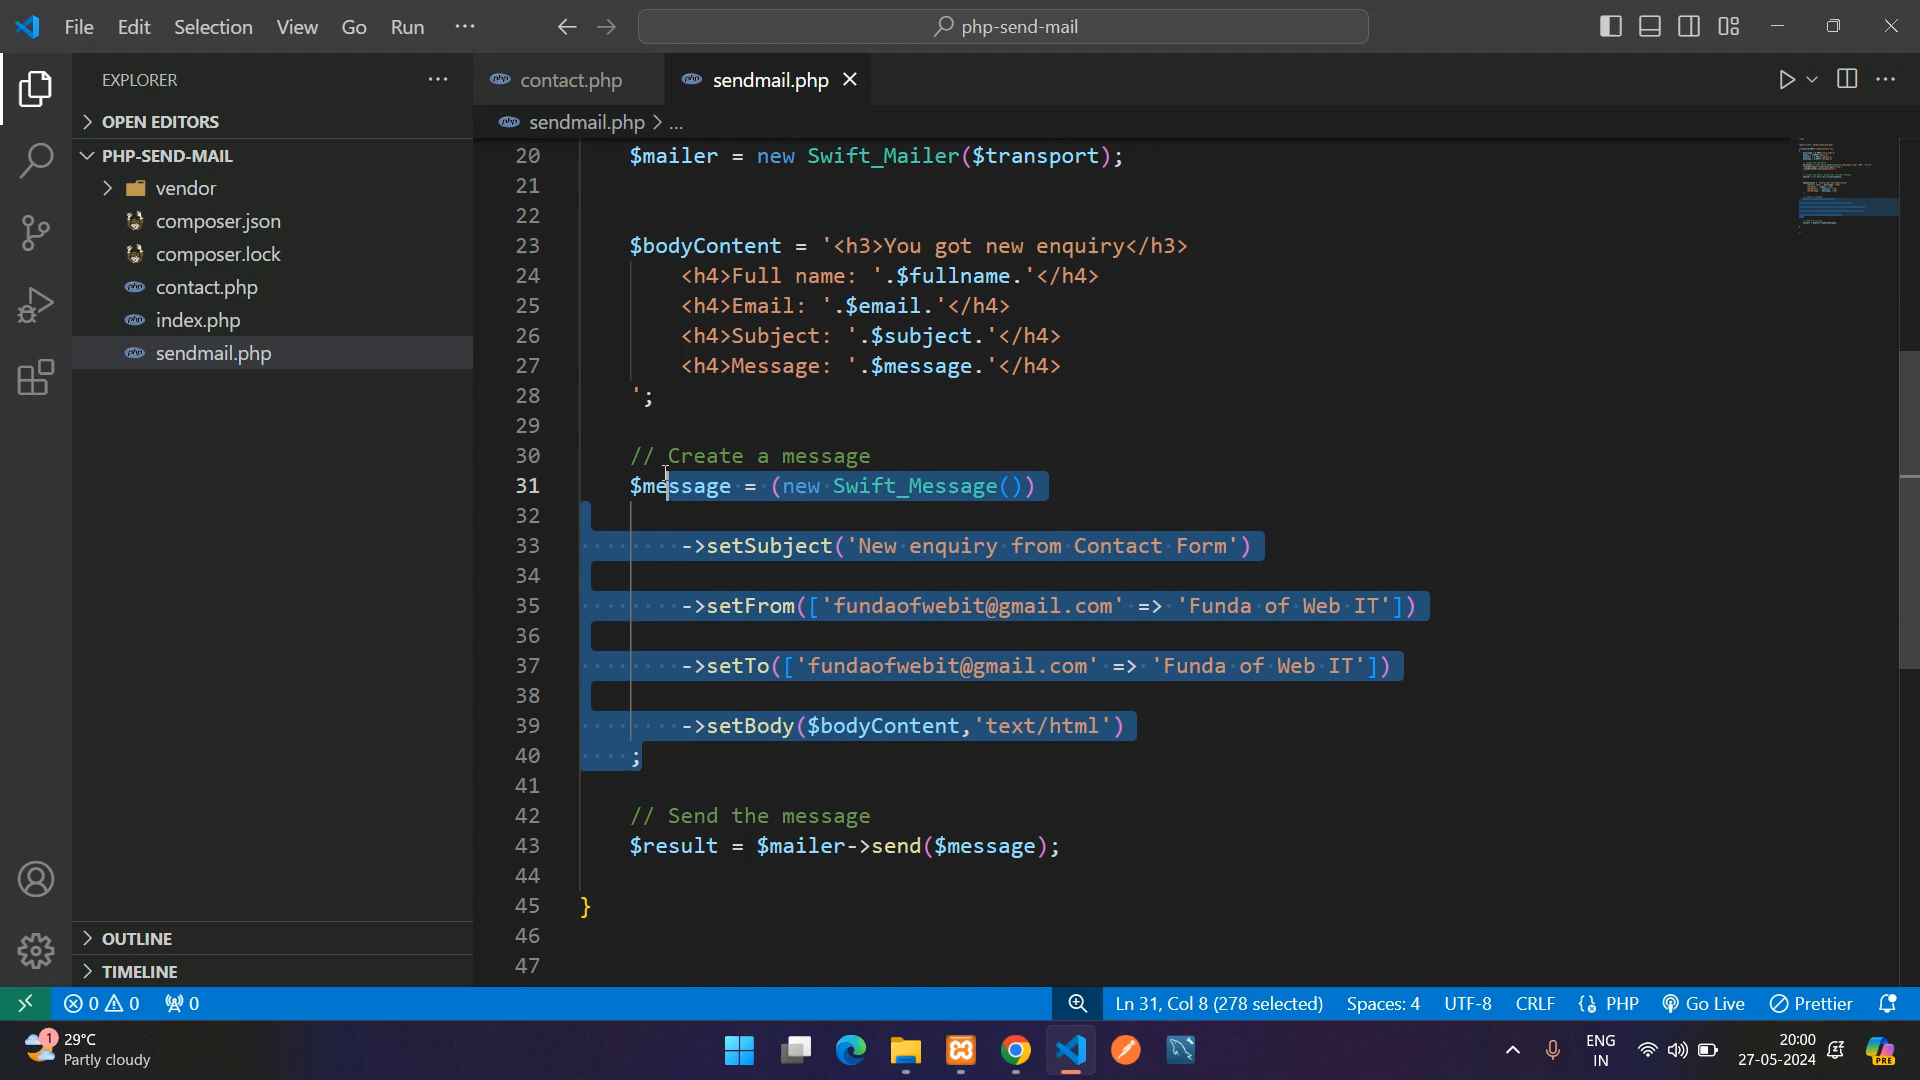 File Edit Selection View Go Run ···
php-send-mail
EXPLORER ···
OPEN EDITORS
PHP-SEND-MAIL
vendor
composer.json
composer.lock
contact.php
index.php
sendmail.php
OUTLINE
TIMELINE
php contact.php
php sendmail.php
php sendmail.php > ...
20 $mailer = new Swift_Mailer($transport);
21
22
23 $bodyContent = '<h3>You got new enquiry</h3>
24 <h4>Full name: '.$fullname.'</h4>
25 <h4>Email: '.$email.'</h4>
26 <h4>Subject: '.$subject.'</h4>
27 <h4>Message: '.$message.'</h4>
28 ';
29
30 // Create a message
31 $message = (new Swift_Message())
32
33 ->setSubject('New enquiry from Contact Form')
34
35 ->setFrom(['fundaofwebit@gmail.com' => 'Funda of Web IT'])
36
37 ->setTo(['fundaofwebit@gmail.com' => 'Funda of Web IT'])
38
39 ->setBody($bodyContent,'text/html')
40 ;
41
42 // Send the message
43 $result = $mailer->send($message);
44
45 }
46
47
0 0 0
Ln 31, Col 8 (278 selected) Spaces: 4 UTF-8 CRLF PHP Go Live Prettier
1
29°C
Partly cloudy
ENG
IN
20:00
27-05-2024
PRE